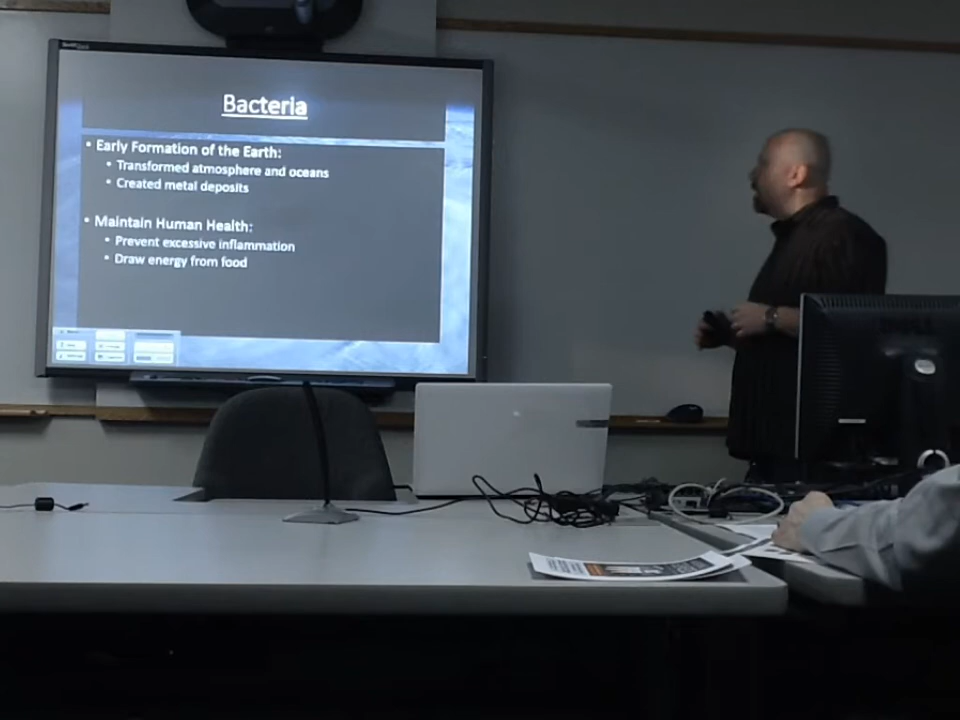 Bacteria
• Early Formation of the Earth:
• Transformed atmosphere and oceans
• Created metal deposits
• Maintain Human Health:
• Prevent excessive inflammation
• Draw energy from food
DELL